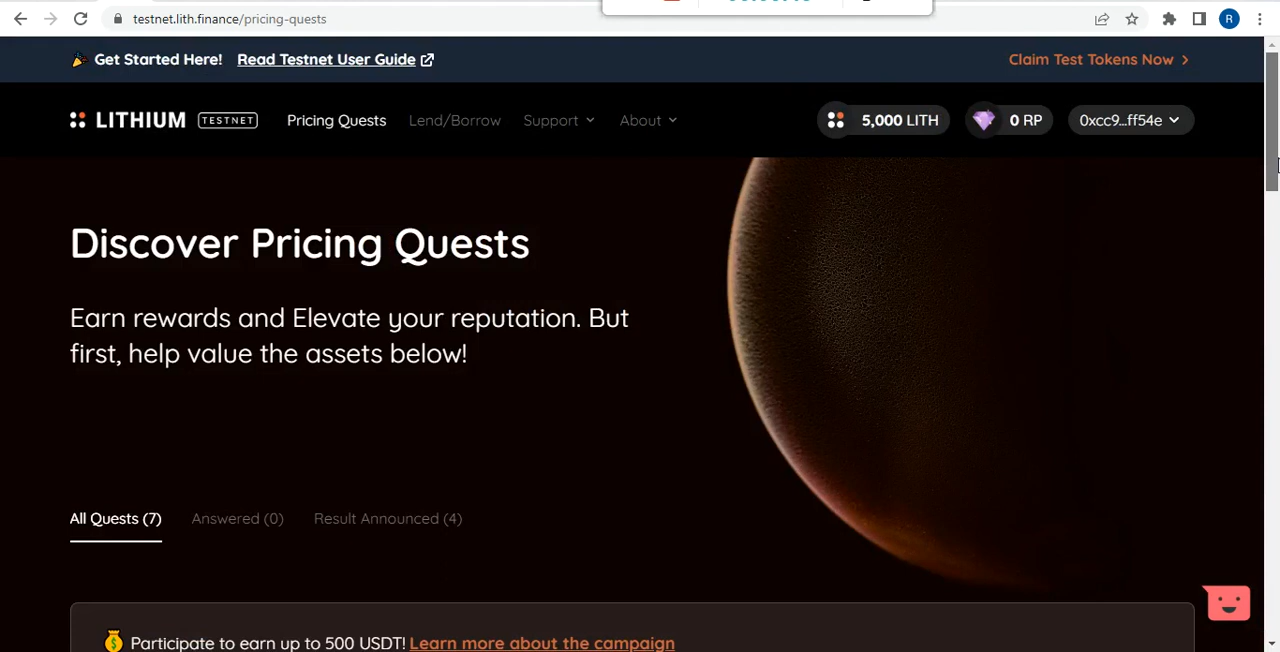 testnet.lith.finance/pricing-quests
R
Get Started Here! Read Testnet User Guide
Claim Test Tokens Now
LITHIUM TESTNET Pricing Quests Lend/Borrow Support About 5,000 LITH 0 RP 0xcc9...ff54e
Discover Pricing Quests
Earn rewards and Elevate your reputation. But
first, help value the assets below!
All Quests (7) Answered (0) Result Announced (4)
Participate to earn up to 500 USDT! Learn more about the campaign